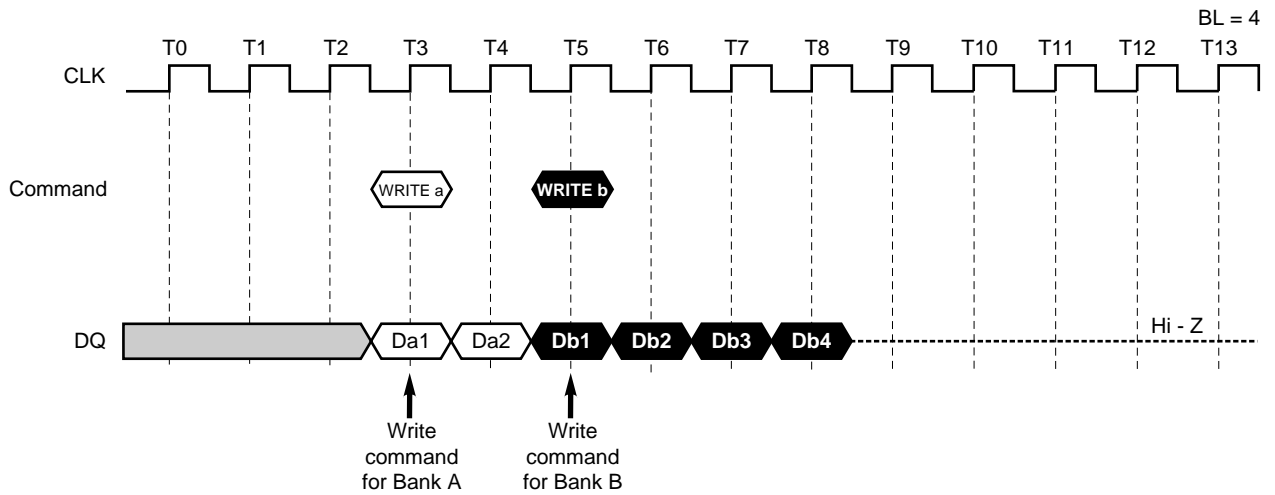 BL = 4
T0 T1 T2 T3 T4 T5 T6 T7 T8 T9 T10 T11 T12 T13
CLK
Command WRITE a WRITE b
Hi - Z
DQ Da1 Da2 Db1 Db2 Db3 Db4
Write Write
command command
for Bank A for Bank B